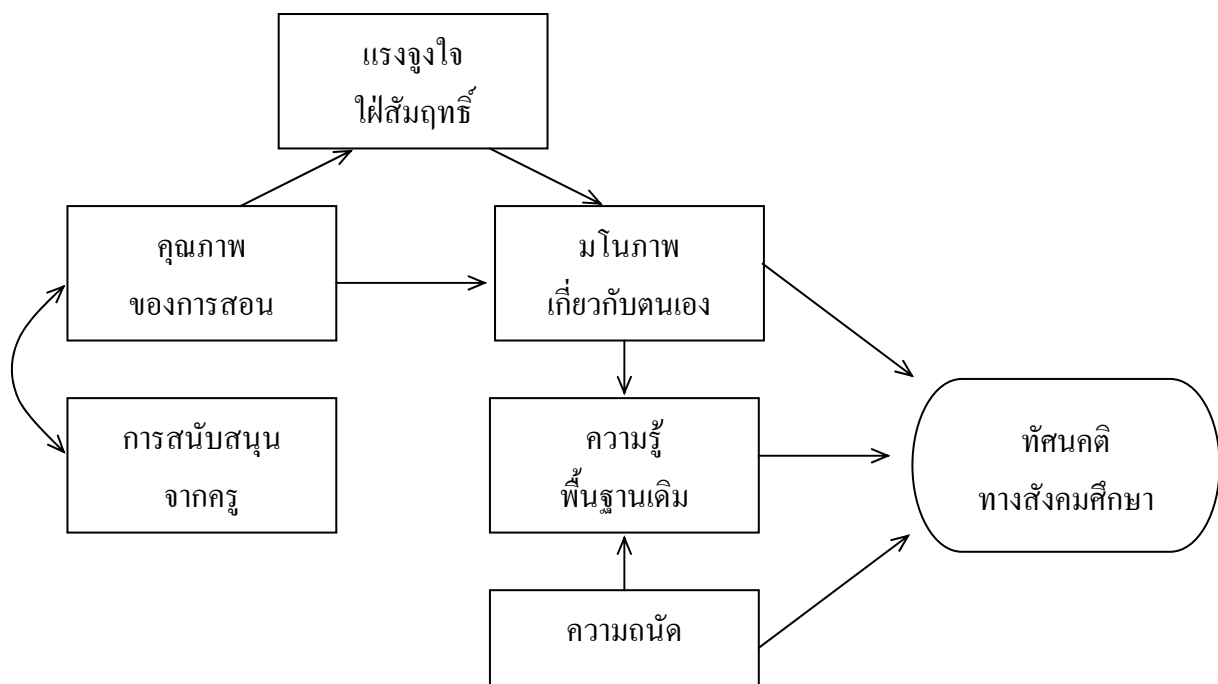 แรงจูงใจ
ใฝ่สัมฤทธิ์
คุณภาพ
ของการสอน
มโนภาพ
เกี่ยวกับตนเอง
การสนับสนุน
จากครู
ความรู้
พื้นฐานเดิม
ทัศนคติ
ทางสังคมศึกษา
ความถนัด